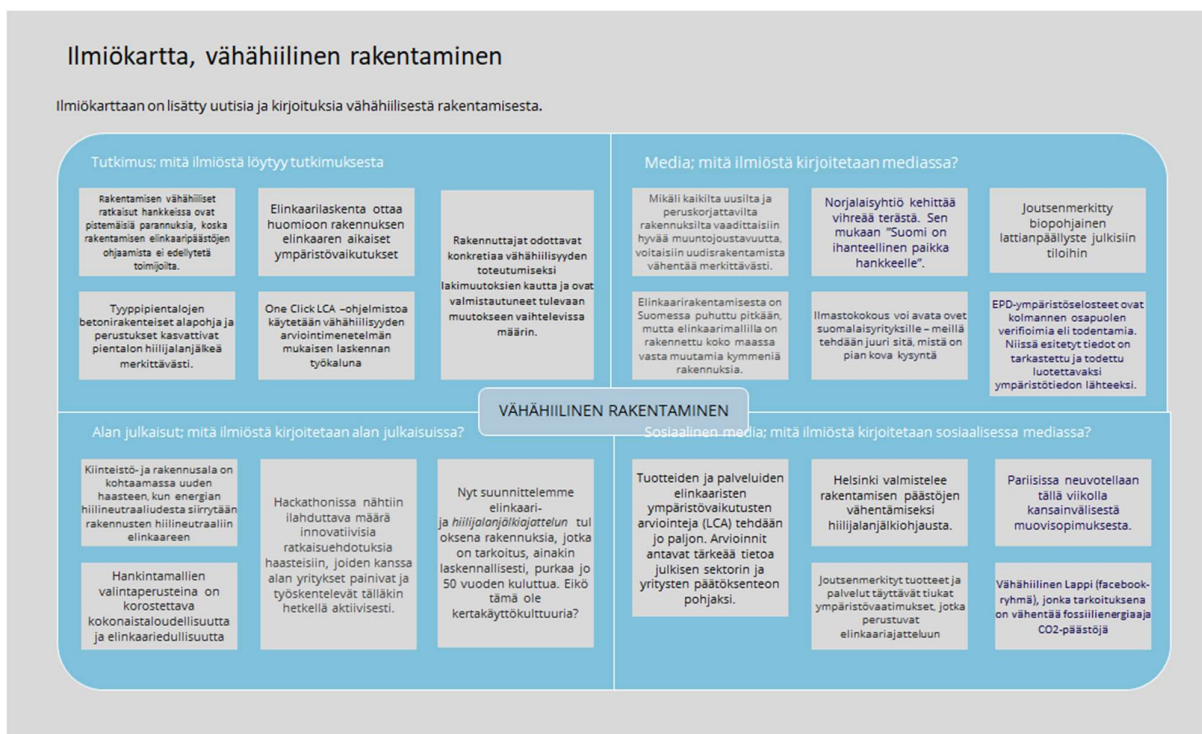 Ilmiökartta, vähähiilinen rakentaminen
Ilmiökarttaan on lisätty uutisia ja kirjoituksia vähähiilisestä rakentamisesta.
Tutkimus; mitä ilmiöstä löytyy tutkimuksesta
Rakentamisen vähähiiliset
ratkaisut hankkeissa ovat
pistemäisiä parannuksia, koska
rakentamisen elinkaaripäästöjen
ohjaamista ei edellytetä
toimijoilta.
Elinkaarilaskenta ottaa
huomioon rakennuksen
elinkaaren aikaiset
ympäristövaikutukset
Rakennuttajat odottavat
konkretiaa vähähiilisyyden
toteutumiseksi
lakimuutoksien kautta ja ovat
valmistautuneet tulevaan
muutokseen vaihtelevissa
määrin.
Tyyppipientalojen
betonirakenteiset alapohja ja
perustukset kasvattivat
pientalon hiilijalanjälkeä
merkittävästi.
One Click LCA –ohjelmistoa
käytetään vähähiilisyyden
arviointimenetelmän
mukaisen laskennan
työkaluna
Media; mitä ilmiöstä kirjoitetaan mediassa?
Mikäli kaikilta uusilta ja
peruskorjattavilta
rakennuksilta vaadittaisiin
hyvää muuntojoustavuutta,
voitaisiin uudisrakentamista
vähentää merkittävästi.
Norjalaisyhtiö kehittää
vihreää terästä. Sen
mukaan ”Suomi on
ihanteellinen paikka
hankkeelle”.
Joutsenmerkitty
biopohjainen
lattianpäällyste julkisiin
tiloihin
Elinkaarirakentamisesta on
Suomessa puhuttu pitkään,
mutta elinkaarimallilla on
rakennettu koko maassa
vasta muutamia kymmeniä
rakennuksia.
Ilmastokokous voi avata ovet
suomalaisyrityksille – meillä
tehdään juuri sitä, mistä on
pian kova kysyntä
EPD-ympäristöselosteet ovat
kolmannen osapuolen
verifioimia eli todentamia.
Niissä esitetyt tiedot on
tarkastettu ja todettu
luotettavaksi
ympäristötiedon lähteeksi.
VÄHÄHIILINEN RAKENTAMINEN
Alan julkaisut; mitä ilmiöstä kirjoitetaan alan julkaisuissa?
Kiinteistö- ja rakennusala on
kohtaamassa uuden
haasteen, kun energian
hiilineutraaliudesta siirrytään
rakennusten hiilineutraaliin
elinkaareen
Hackathonissa nähtiin
ilahduttava määrä
innovatiivisia
ratkaisuehdotuksia
haasteisiin, joiden kanssa
alan yritykset painivat ja
työskentelevät tälläkin
hetkellä aktiivisesti.
Nyt suunnittelemme
elinkaari-
ja hiilijalanjälkiajattelun tul
oksena rakennuksia, jotka
on tarkoitus, ainakin
laskennallisesti, purkaa jo
50 vuoden kuluttua. Eikö
tämä ole
kertakäyttökulttuuria?
Hankintamallien
valintaperusteina on
korostettava
kokonaistaloudellisuutta
ja elinkaariedullisuutta
Sosiaalinen media; mitä ilmiöstä kirjoitetaan sosiaalisessa mediassa?
Tuotteiden ja palveluiden
elinkaaristen
ympäristövaikutusten
arviointeja (LCA) tehdään
jo paljon. Arvioinnit
antavat tärkeää tietoa
julkisen sektorin ja
yritysten päätöksenteon
pohjaksi.
Helsinki valmistelee
rakentamisen päästöjen
vähentämiseksi
hiilijalanjälkiohjausta.
Pariisissa neuvotellaan
tällä viikolla
kansainvälisestä
muovisopimuksesta.
Joutsenmerkityt tuotteet ja
palvelut täyttävät tiukat
ympäristövaatimukset, jotka
perustuvat
elinkaariajatteluun
Vähähiilinen Lappi (facebook-
ryhmä), jonka tarkoituksena
on vähentää fossiilienergiaaja
CO2-päästöjä